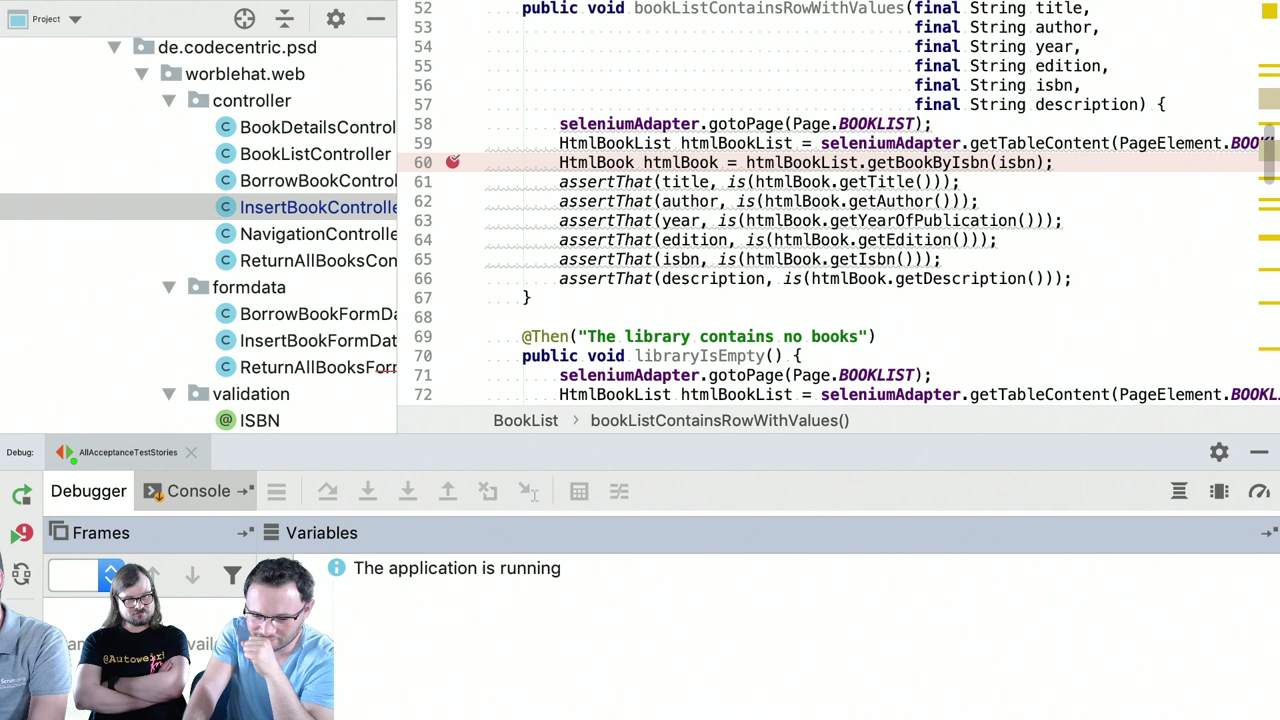 Project
de.codecentric.psd
worblehat.web
controller
BookDetailsControl
BookListController
BorrowBookContro
InsertBookControlle
NavigationControlle
ReturnAllBooksCon
formdata
BorrowBookFormDa
InsertBookFormDat
ReturnAllBooksForm
validation
ISBN
52 public void bookListContainsRowWithValues(final String title,
53 final String author,
54 final String year,
55 final String edition,
56 final String isbn,
57 final String description) {
58 seleniumAdapter.gotoPage(Page.BOOKLIST);
59 HtmlBookList htmlBookList = seleniumAdapter.getTableContent(PageElement.BOO
60 HtmlBook htmlBook = htmlBookList.getBookByIsbn(isbn);
61 assertThat(title, is(htmlBook.getTitle()));
62 assertThat(author, is(htmlBook.getAuthor()));
63 assertThat(year, is(htmlBook.getYearOfPublication()));
64 assertThat(edition, is(htmlBook.getEdition()));
65 assertThat(isbn, is(htmlBook.getIsbn()));
66 assertThat(description, is(htmlBook.getDescription()));
67 }
68
69 @Then("The library contains no books")
70 public void libraryIsEmpty() {
71 seleniumAdapter.gotoPage(Page.BOOKLIST);
72 HtmlBookList htmlBookList = seleniumAdapter.getTableContent(PageElement.BOOKL
BookList > bookListContainsRowWithValues()
Debug: AllAcceptanceTestStories
Debugger Console
9
Frames Variables
The application is running
@Autoweird
fn
Scrum.org